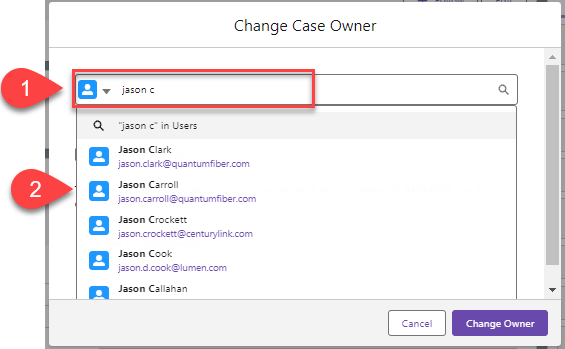 Change Case Owner
1
jason c
"jason c" in Users
Jason Clark
jason.clark@quantumfiber.com
2
Jason Carroll
jason.carroll@quantumfiber.com
Jason Crockett
jason.crockett@centurylink.com
Jason Cook
jason.d.cook@lumen.com
Jason Callahan
Cancel
Change Owner